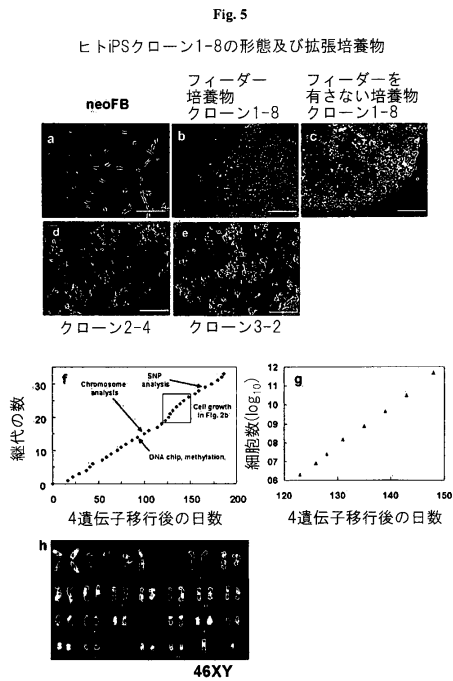 Fig. 5
ヒトiPSクローン1-8の形態及び拡張培養物
neoFB
フィーダー
培養物
クローン1-8
フィーダーを
有さない培養物
クローン1-8
a
b
c
d
e
クローン2-4
クローン3-2
f
継代の数
30
20
10
0
0
50
100
150
200
Chromosome
analysis
SNP
analysis
Cell growth
in Fig. 2b
DNA chip, methylation,
4遺伝子移行後の日数
g
細胞数(log10)
12
11
10
09
08
07
06
120
130
140
150
4遺伝子移行後の日数
h
46XY